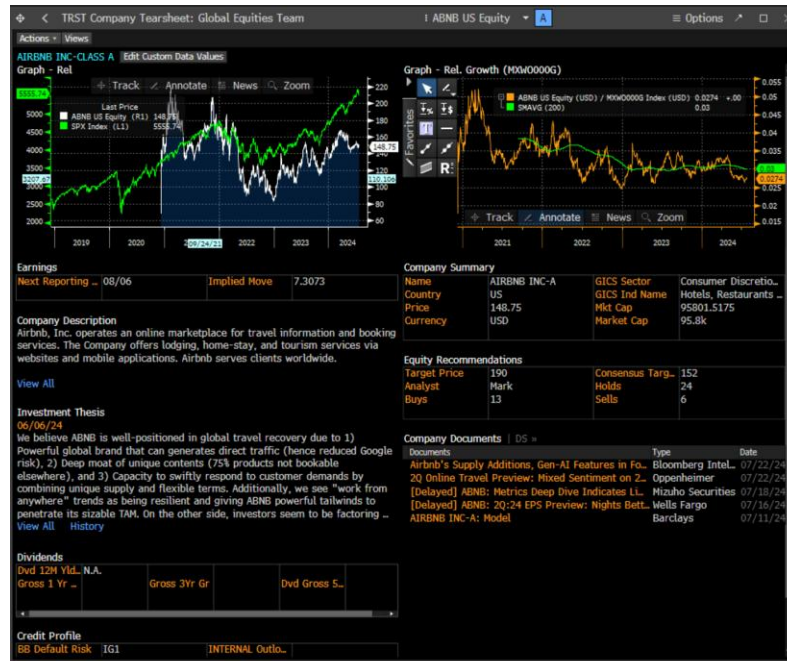 TRST Company Tearsheet: Global Equities Team
ABNB US Equity
A
Options
Actions
Views
AIRBNB INC-CLASS A
Edit Custom Data Values
Graph - Rel
Track
Annotate
News
Zoom
Last Price
ABNB US Equity (R1) 148.75
SPX Index (L1) 5555.74
5555.74
5000
4500
4000
3500
3207.67
3000
2500
2000
220
200
180
160
148.75
120
110.106
100
80
60
2019
2020
09/24/21
2022
2023
2024
Graph - Rel. Growth (MXWO000G)
Favorites
ABNB US Equity (USD) / MXWO000G Index (USD) 0.0274
SMAVG (200) 0.03
0.055
0.05
0.045
0.04
0.035
0.03
0.0274
0.025
0.02
0.015
Track
Annotate
News
Zoom
2021
2022
2023
2024
Earnings
Next Reporting .. 08/06 Implied Move 7.3073
Company Description
Airbnb, Inc. operates an online marketplace for travel information and booking
services. The Company offers lodging, home-stay, and tourism services via
websites and mobile applications. Airbnb serves clients worldwide.
View All
Investment Thesis
06/06/24
We believe ABNB is well-positioned in global travel recovery due to 1)
Powerful global brand that can generates direct traffic (hence reduced Google
risk), 2) Deep moat of unique contents (75% products not bookable
elsewhere), and 3) Capacity to swiftly respond to customer demands by
combining unique supply and flexible terms. Additionally, we see "work from
anywhere" trends as being resilient and giving ABNB powerful tailwinds to
penetrate its sizable TAM. On the other side, investors seem to be factoring ..
View All History
Dividends
Dvd 12M Yld.. N.A.
Gross 1 Yr .. Gross 3Yr Gr Dvd Gross 5..
Credit Profile
BB Default Risk IG1 INTERNAL Outlo..
Company Summary
Name AIRBNB INC-A GICS Sector Consumer Discretio...
Country US GICS Ind Name Hotels, Restaurants ..
Price 148.75 Mkt Cap 95801.5175
Currency USD Market Cap 95.8k
Equity Recommendations
Target Price 190 Consensus Targ.. 152
Analyst Mark Holds 24
Buys 13 Sells 6
Company Documents | DS »
Documents Type Date
Airbnb's Supply Additions, Gen-AI Features in Fo.. Bloomberg Intel.. 07/22/24
2Q Online Travel Preview: Mixed Sentiment on 2.. Oppenheimer 07/22/24
[Delayed] ABNB: Metrics Deep Dive Indicates Li.. Mizuho Securities 07/18/24
[Delayed] ABNB: 2Q:24 EPS Preview: Nights Bett.. Wells Fargo 07/16/24
AIRBNB INC-A: Model Barclays 07/11/24